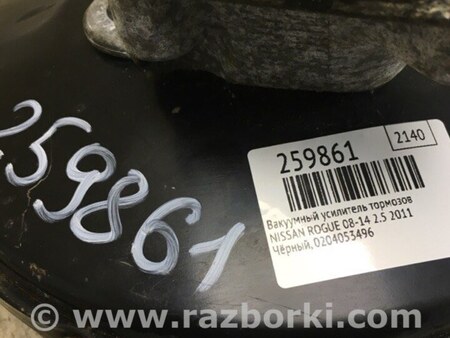 259861
259861
2140
Вакуумный усилитель тормозов
NISSAN ROGUE 08-14 2.5 2011
Чёрный, 0204053496
www.razborki.com